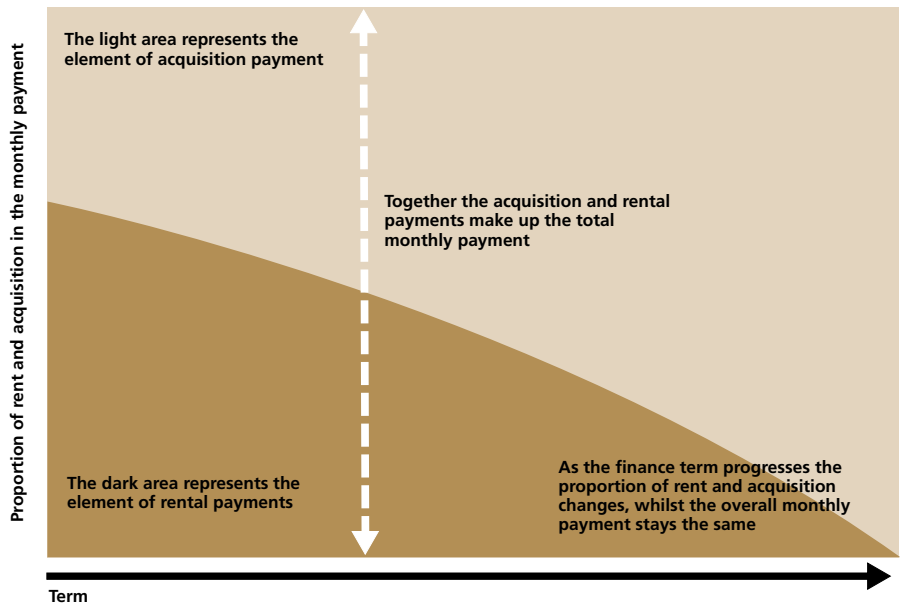 Proportion of rent and acquisition in the monthly payment
The light area represents the
element of acquisition payment
Together the acquisition and rental
payments make up the total
monthly payment
The dark area represents the
element of rental payments
As the finance term progresses the
proportion of rent and acquisition
changes, whilst the overall monthly
payment stays the same
Term